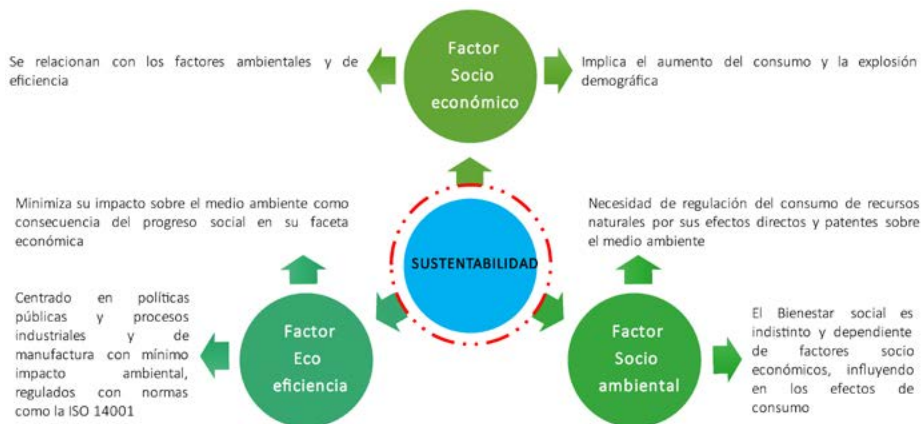 Factor
Socio
económico
Se relacionan con los factores ambientales y de
eficiencia
Implica el aumento del consumo y la explosión
demográfica
Minimiza su impacto sobre el medio ambiente como
consecuencia del progreso social en su faceta
económica
Necesidad de regulación del consumo de recursos
naturales por sus efectos directos y patentes sobre
el medio ambiente
SUSTENTABILIDAD
Centrado en políticas
públicas y procesos
industriales y de
manufactura con mínimo
impacto ambiental,
regulados con normas
como la ISO 14001
Factor
Eco
eficiencia
Factor
Socio
ambiental
El Bienestar social es
indistinto y dependiente
de factores socio
económicos, influyendo
en los efectos de
consumo